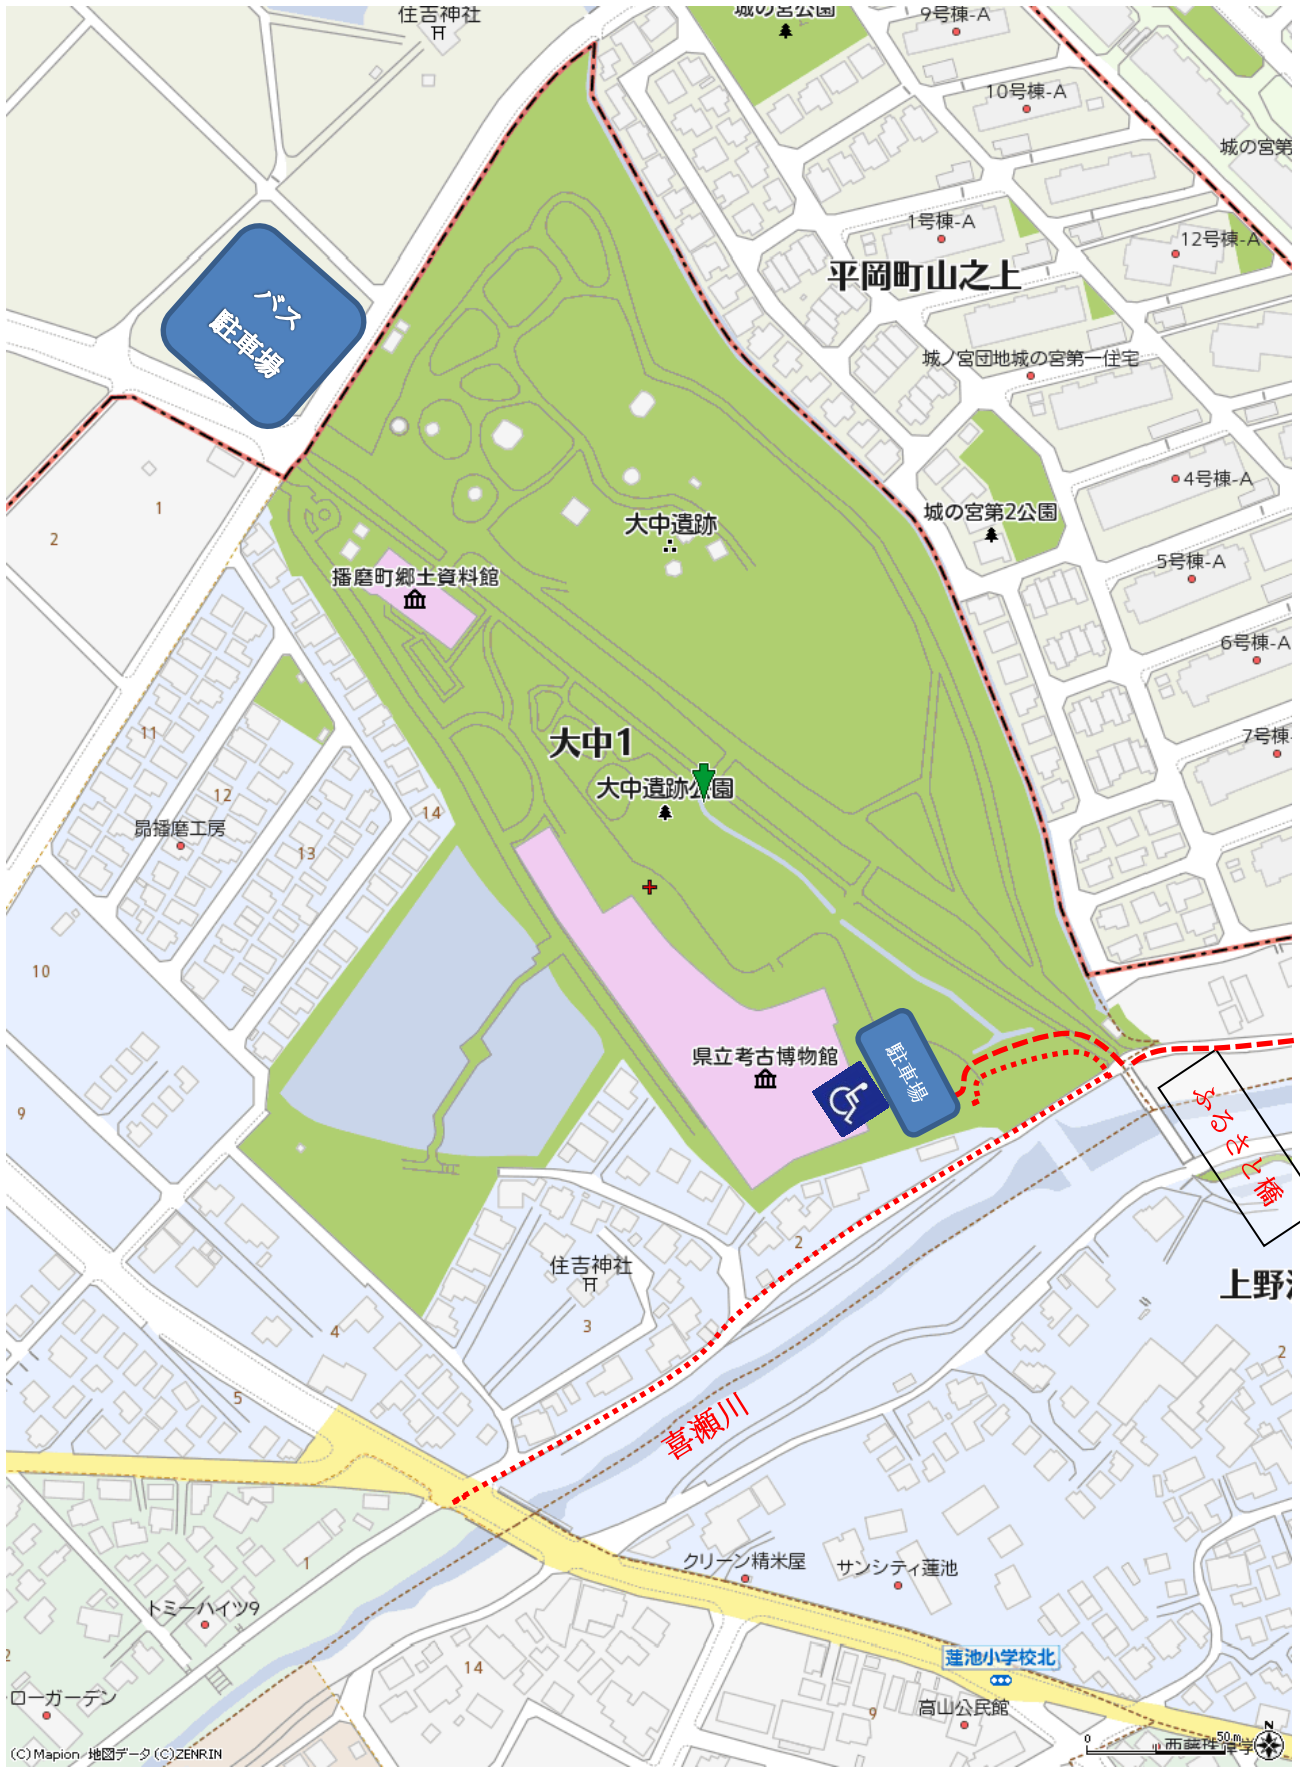 住吉神社
城の宮公園
9号棟-A
10号棟-A
城の宮第
1号棟-A
12号棟-A
平岡町山之上
バス
駐車場
城ノ宮団地城の宮第一住宅
4号棟-A
1
2
城の宮第2公園
大中遺跡
5号棟-A
播磨町郷土資料館
6号棟-A
11
大中1
7号棟
12
大中遺跡公園
14
昴播磨工房
13
10
県立考古博物館
駐車場
9
ふるさと橋
2
住吉神社
上野
3
4
2
5
喜瀬川
クリーン精米屋
サンシティ蓮池
1
トミーハイツ9
2
蓮池小学校北
14
ローガーデン
高山公民館
9
(C)Mapion 地図データ(C)ZENRIN
0
50m
N